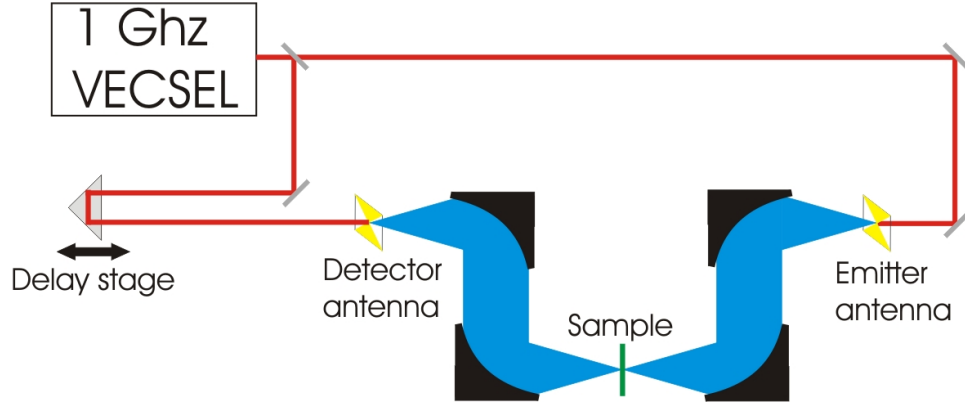 1 Ghz
VECSEL
Delay stage
Detector
antenna
Sample
Emitter
antenna